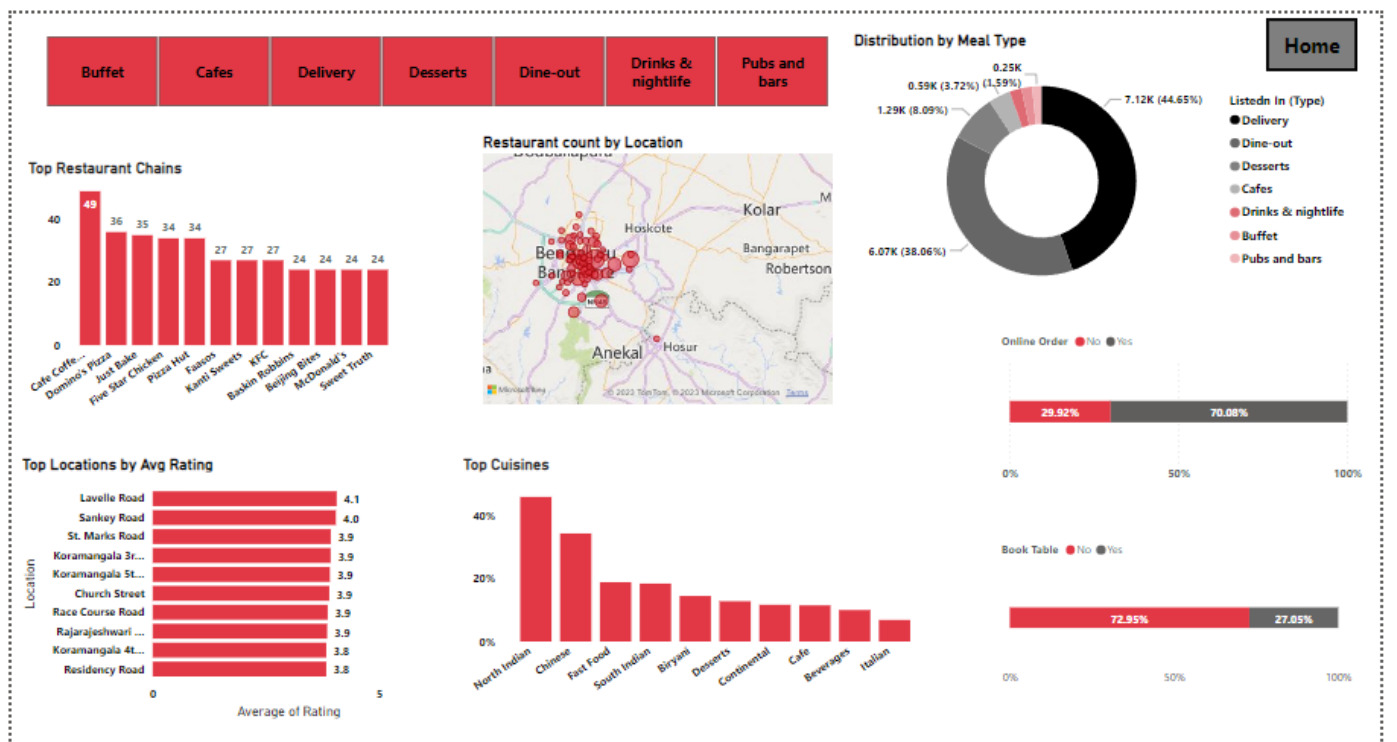 Buffet
Cafes
Delivery
Desserts
Dine-out
Drinks &
nightlife
Pubs and
bars
Distribution by Meal Type
Home
0.25K
(1.59%)
0.59K (3.72%)
1.29K (8.09%)
7.12K (44.65%)
6.07K (38.06%)
Listedn In (Type)
Delivery
Dine-out
Desserts
Cafes
Drinks & nightlife
Buffet
Pubs and bars
Top Restaurant Chains
40
20
0
49
36
35
34
34
27
27
27
24
24
24
24
Cafe Coffe...
Domino's Pizza
Just Bake
Five Star Chicken
Pizza Hut
Faasos
Kanti Sweets
KFC
Baskin Robbins
Beijing Bites
McDonald's
Sweet Truth
Restaurant count by Location
Kolar
Hoskote
Bangarapet
Robertson
Anekal
Hosur
Microsoft Bing
© 2023 TomTom, © 2023 Microsoft Corporation Terms
Online Order No Yes
29.92% 70.08%
0% 50% 100%
Top Locations by Avg Rating
Location
Lavelle Road 4.1
Sankey Road 4.0
St. Marks Road 3.9
Koramangala 3r... 3.9
Koramangala 5t... 3.9
Church Street 3.9
Race Course Road 3.9
Rajarajeshwari ... 3.9
Koramangala 4t... 3.8
Residency Road 3.8
0 5
Average of Rating
Top Cuisines
40%
20%
0%
North Indian
Chinese
Fast Food
South Indian
Biryani
Desserts
Continental
Cafe
Beverages
Italian
Book Table No Yes
72.95% 27.05%
0% 50% 100%